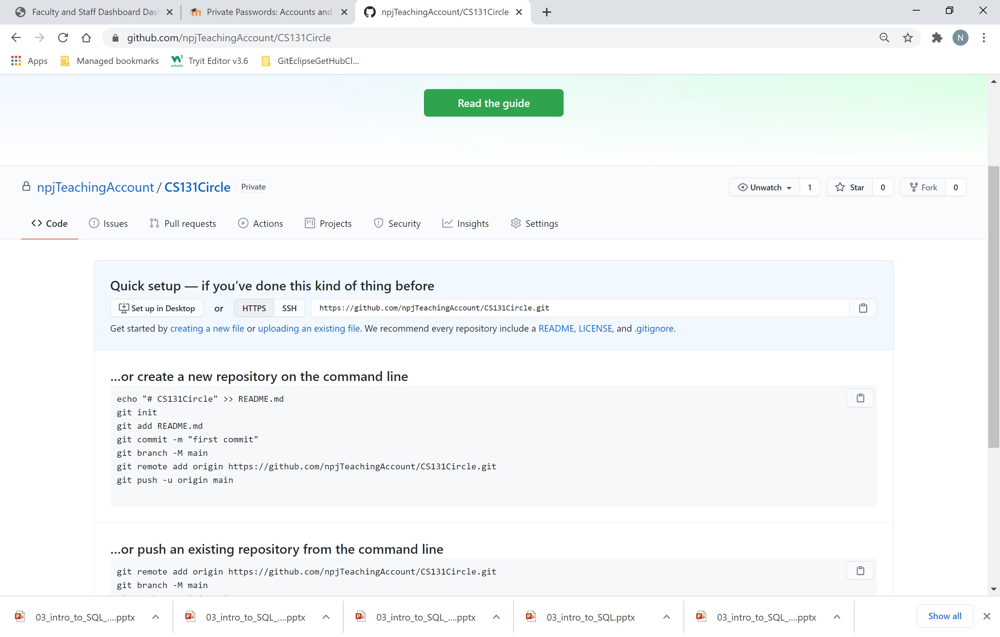 Faculty and Staff Dashboard Dash
Private Passwords: Accounts and
npjTeachingAccount/CS131Circle
github.com/npjTeachingAccount/CS131Circle
N
Apps
Managed bookmarks
W3 schools
Tryit Editor v3.6
GitEclipseGetHubCl...
Read the guide
npjTeachingAccount / CS131Circle Private
Unwatch 1
Star 0
Fork 0
Code
Issues
Pull requests
Actions
Projects
Security
Insights
Settings
Quick setup — if you’ve done this kind of thing before
Set up in Desktop or HTTPS SSH https://github.com/npjTeachingAccount/CS131Circle.git
Get started by creating a new file or uploading an existing file. We recommend every repository include a README, LICENSE, and .gitignore.
…or create a new repository on the command line
echo "# CS131Circle" >> README.md
git init
git add README.md
git commit -m "first commit"
git branch -M main
git remote add origin https://github.com/npjTeachingAccount/CS131Circle.git
git push -u origin main
…or push an existing repository from the command line
git remote add origin https://github.com/npjTeachingAccount/CS131Circle.git
git branch -M main
03_intro_to_SQL_....pptx
03_intro_to_SQL_....pptx
03_intro_to_SQL_....pptx
03_intro_to_SQL.pptx
03_intro_to_SQL_....pptx
Show all